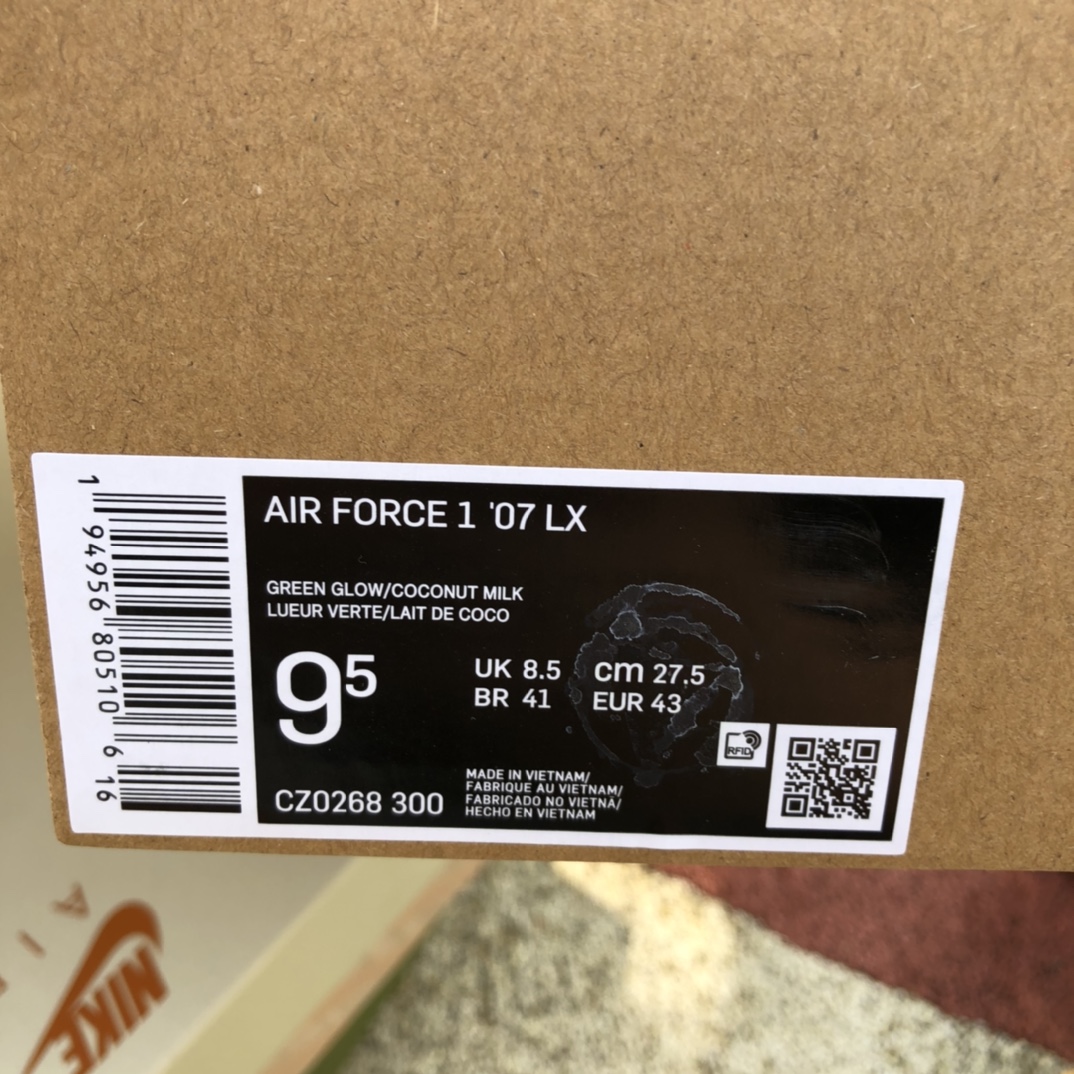 AIR FORCE 1 '07 LX
GREEN GLOW/COCONUT MILK
LUEUR VERTE/LAIT DE COCO
9⁵
UK 8.5 cm 27.5
BR 41 EUR 43
RFID
CZ0268 300
MADE IN VIETNAM/
FABRIQUE AU VIETNAM/
FABRICADO NO VIETNÃ/
HECHO EN VIETNAM
1 94956 80510 6 16
NIKE